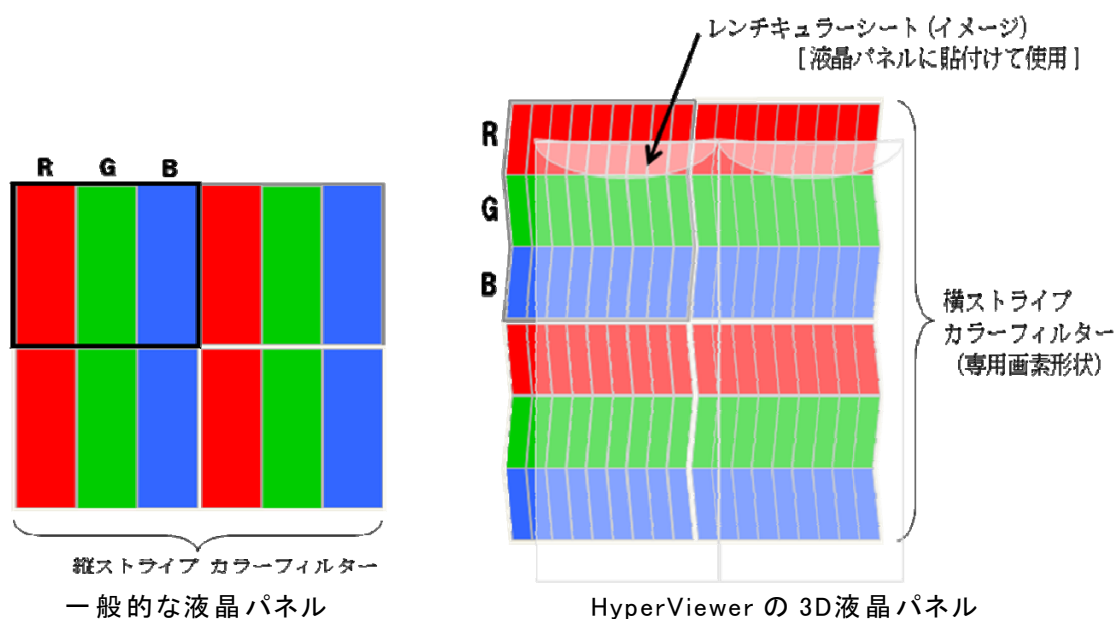 レンチキュラーシート(イメージ)
[液晶パネルに貼付けて使用]
R G B
R
G
B
横ストライプ
カラーフィルター
(専用画素形状)
縦ストライプ カラーフィルター
一般的な液晶パネル
HyperViewer の 3D液晶パネル